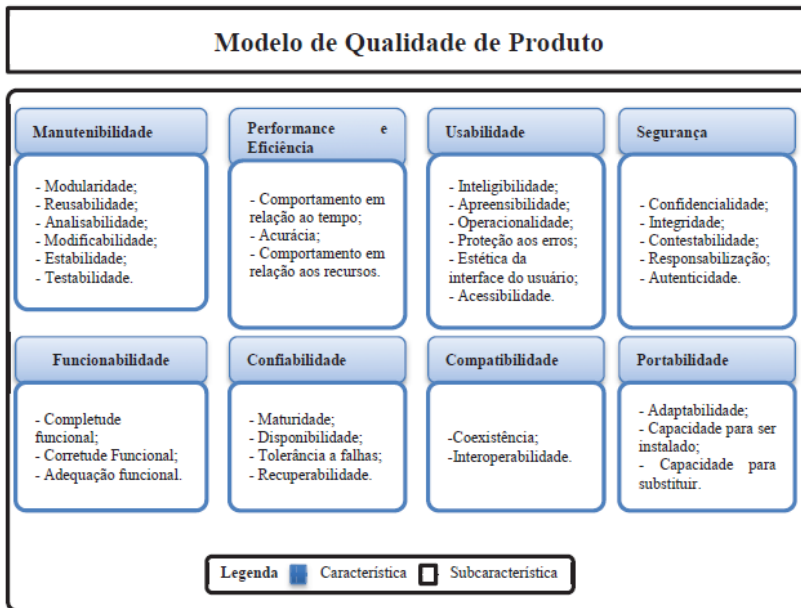 Modelo de Qualidade de Produto
Manutenibilidade
- Modularidade;
- Reusabilidade;
- Analisabilidade;
- Modificabilidade;
- Estabilidade;
- Testabilidade.
Performance e
Eficiência
- Comportamento em
relação ao tempo;
- Acurácia;
- Comportamento em
relação aos recursos.
Usabilidade
- Inteligibilidade;
- Apreensibilidade;
- Operacionalidade;
- Proteção aos erros;
- Estética da
interface do usuário;
- Acessibilidade.
Segurança
- Confidencialidade;
- Integridade;
- Contestabilidade;
- Responsabilização;
- Autenticidade.
Funcionabilidade
- Completude
funcional;
- Corretude Funcional;
- Adequação funcional.
Confiabilidade
- Maturidade;
- Disponibilidade;
- Tolerância a falhas;
- Recuperabilidade.
Compatibilidade
-Coexistência;
-Interoperabilidade.
Portabilidade
- Adaptabilidade;
- Capacidade para ser
instalado;
- Capacidade para
substituir.
Legenda Característica Subcaracterística